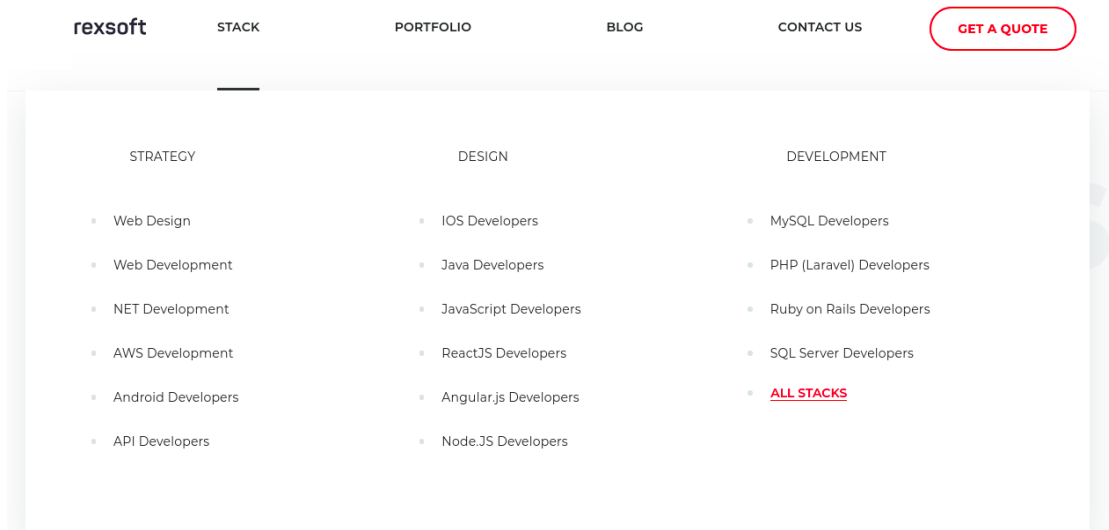 rexsoft
STACK
PORTFOLIO
BLOG
CONTACT US
GET A QUOTE
STRATEGY
Web Design
Web Development
NET Development
AWS Development
Android Developers
API Developers
DESIGN
IOS Developers
Java Developers
JavaScript Developers
ReactJS Developers
Angular.js Developers
Node.JS Developers
DEVELOPMENT
MySQL Developers
PHP (Laravel) Developers
Ruby on Rails Developers
SQL Server Developers
ALL STACKS